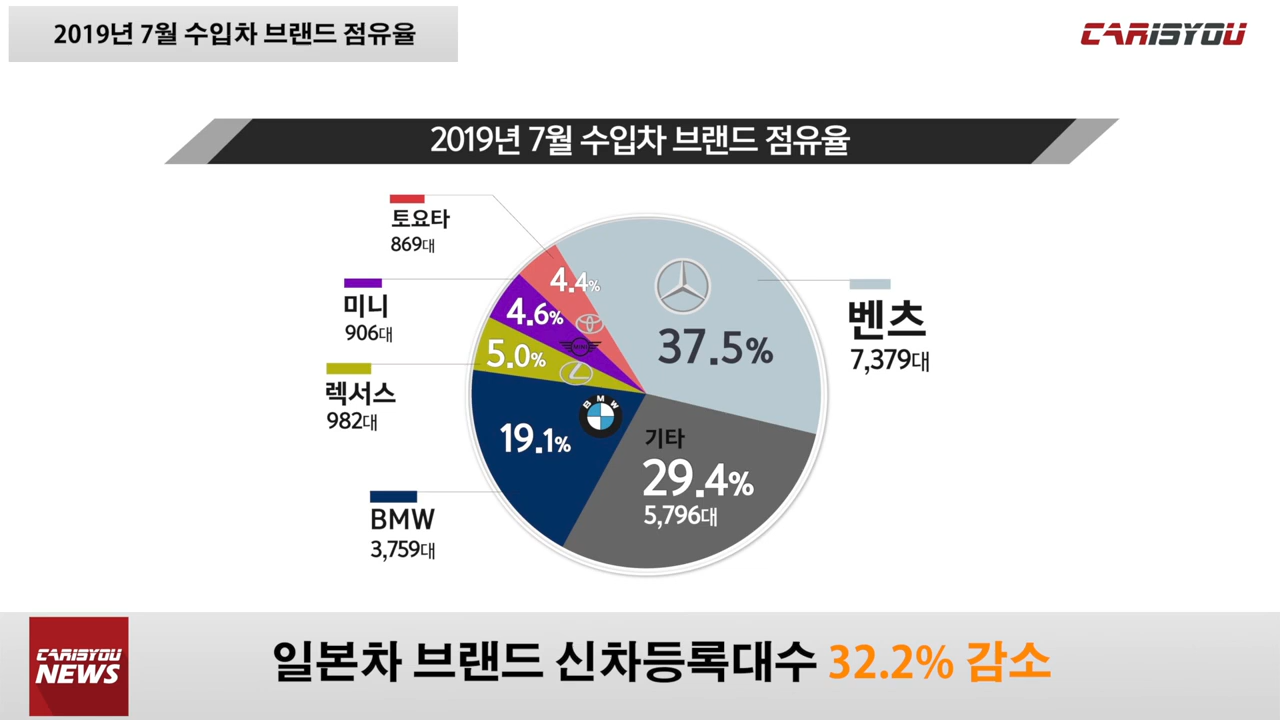 2019년 7월 수입차 브랜드 점유율
CARISYOU
2019년 7월 수입차 브랜드 점유율
토요타
869대
4.4%
미니
906대
4.6%
렉서스
982대
5.0%
BMW
3,759대
BMW
19.1%
벤츠
7,379대
37.5%
기타
29.4%
5,796대
CARISYOU
NEWS
일본차 브랜드 신차등록대수 32.2% 감소